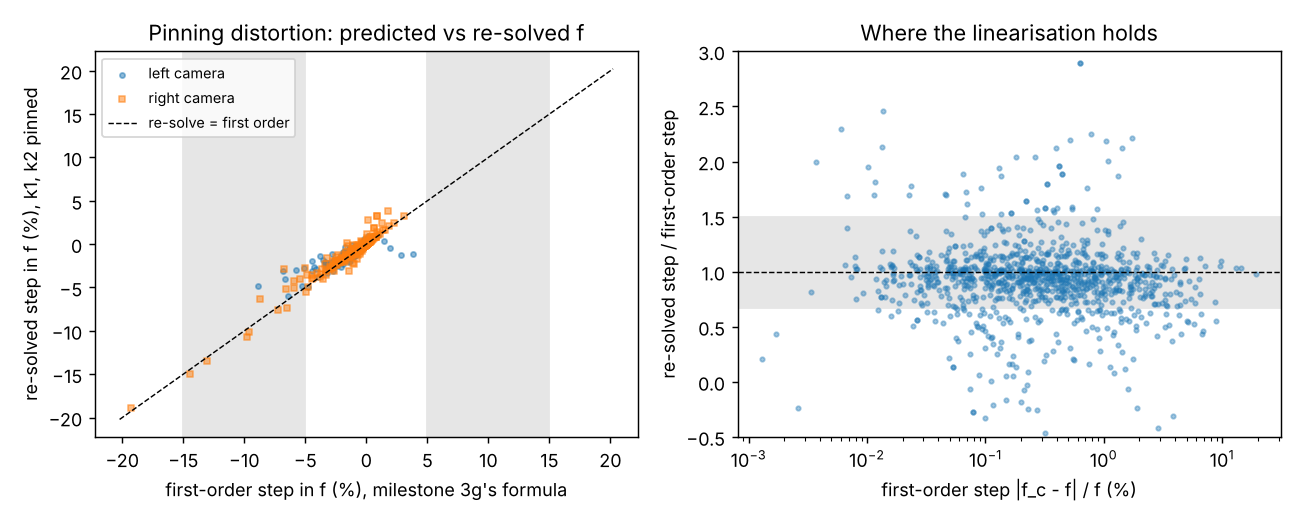 Pinning distortion: predicted vs re-solved f
left camera
right camera
re-solve = first order
re-solved step in f (%), k1, k2 pinned
20
15
10
5
0
−5
−10
−15
−20
−20 −15 −10 −5 0 5 10 15 20
first-order step in f (%), milestone 3g's formula
Where the linearisation holds
re-solved step / first-order step
3.0
2.5
2.0
1.5
1.0
0.5
0.0
−0.5
10⁻³ 10⁻² 10⁻¹ 10⁰ 10¹
first-order step |f_c - f| / f (%)